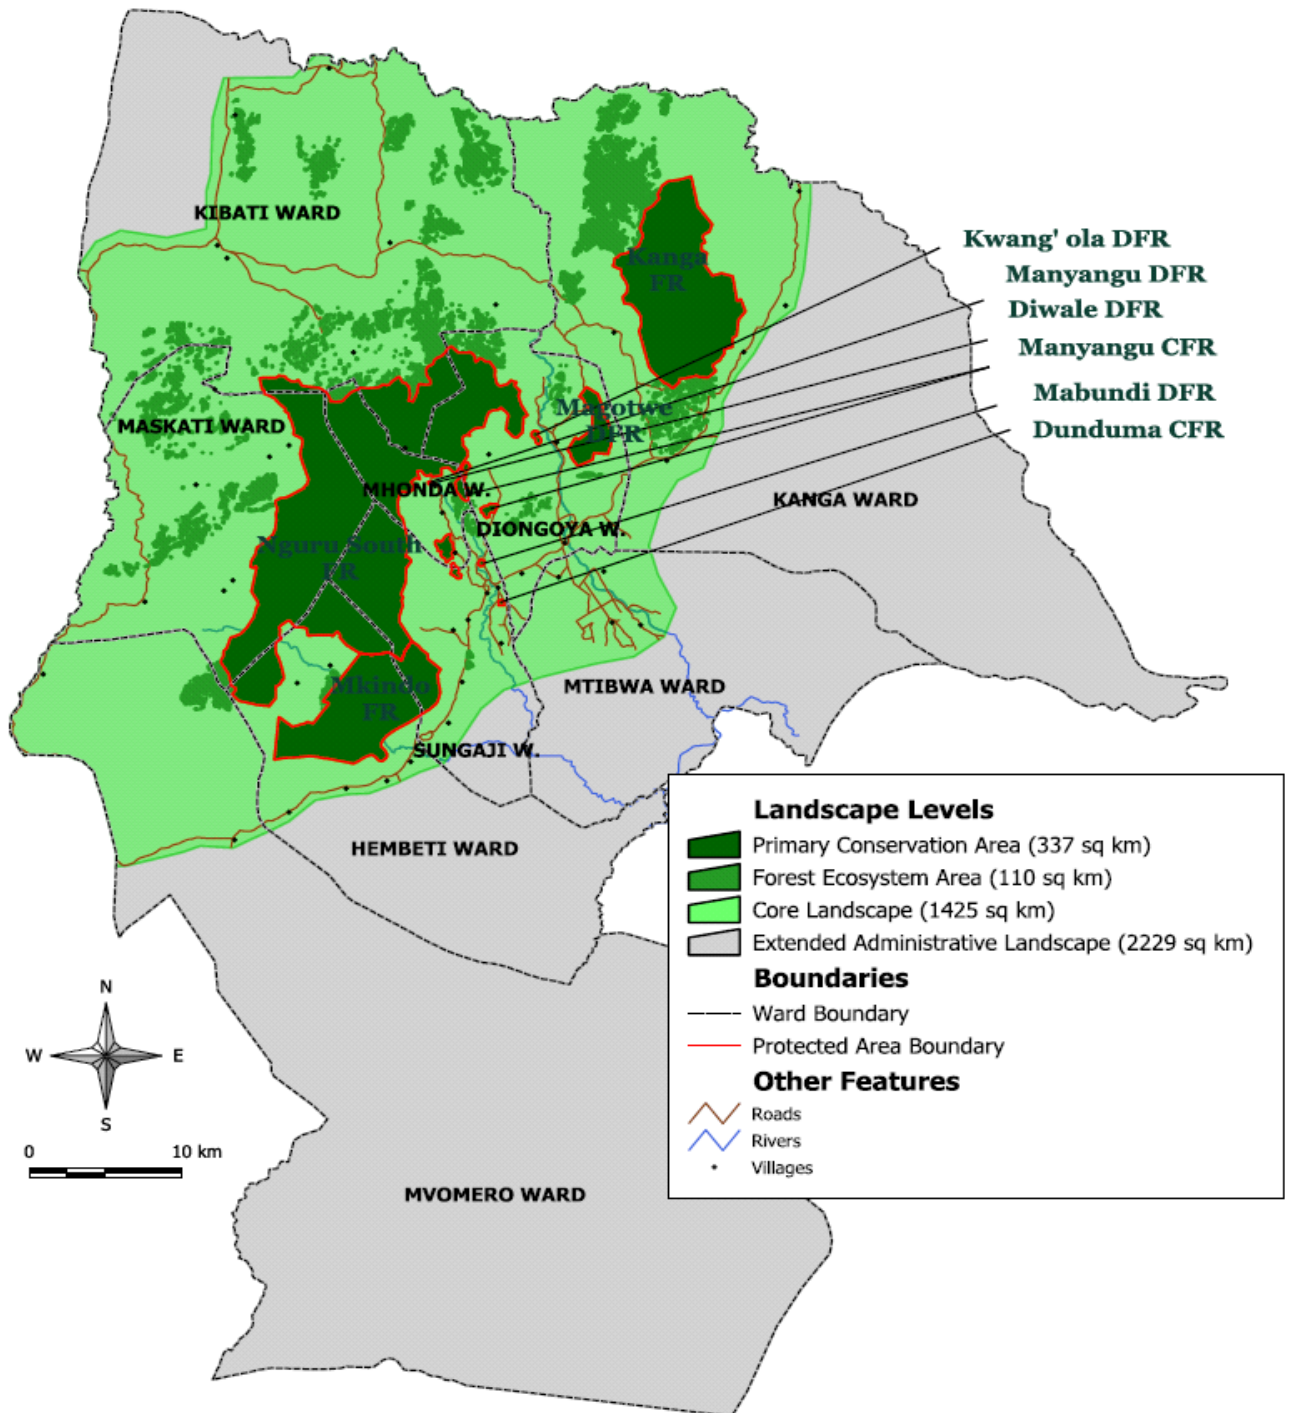 KIBATI WARD
Kanga
FR
Kwang' ola DFR
Manyangu DFR
Diwale DFR
Manyangu CFR
Mabundi DFR
Dunduma CFR
MASKATI WARD
Magotwe
DFR
MHONDA W.
DIONGOYA W.
KANGA WARD
Nguru South
FR
Mkindo
FR
MTIBWA WARD
SUNGAJI W.
HEMBETI WARD
MVOMERO WARD
N
W
E
S
0 10 km
Landscape Levels
Primary Conservation Area (337 sq km)
Forest Ecosystem Area (110 sq km)
Core Landscape (1425 sq km)
Extended Administrative Landscape (2229 sq km)
Boundaries
Ward Boundary
Protected Area Boundary
Other Features
Roads
Rivers
Villages